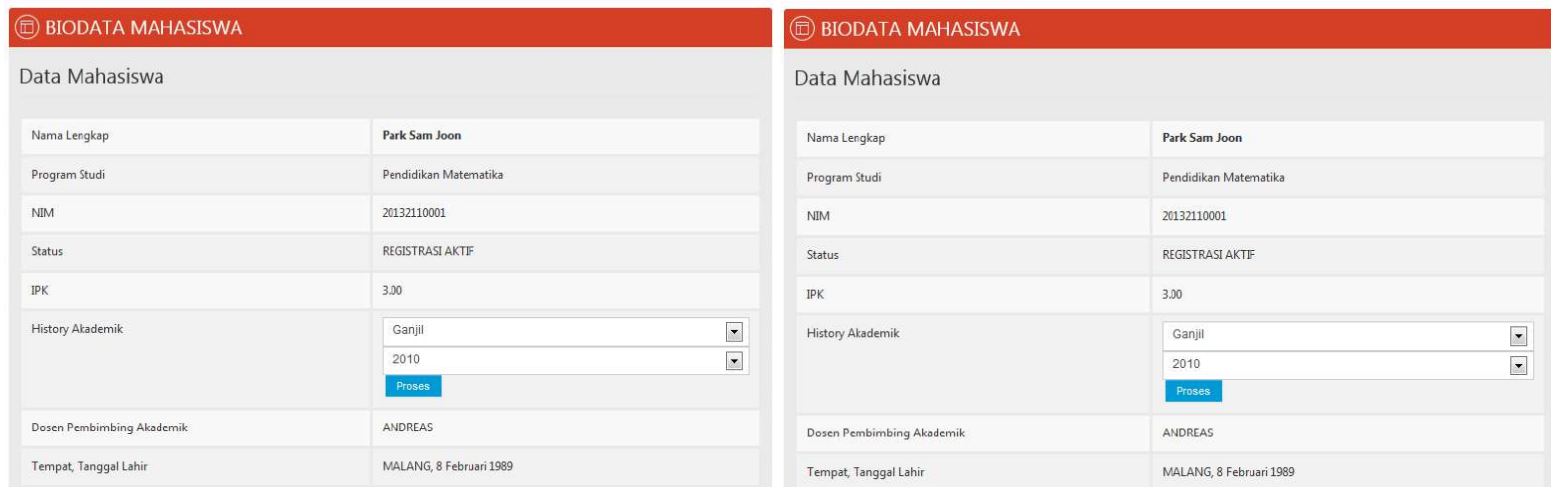 BIODATA MAHASISWA
Data Mahasiswa
Nama Lengkap Park Sam Joon
Program Studi Pendidikan Matematika
NIM 20132110001
Status REGISTRASI AKTIF
IPK 3.00
History Akademik Ganjil
2010
Proses
Dosen Pembimbing Akademik ANDREAS
Tempat, Tanggal Lahir MALANG, 8 Februari 1989
BIODATA MAHASISWA
Data Mahasiswa
Nama Lengkap Park Sam Joon
Program Studi Pendidikan Matematika
NIM 20132110001
Status REGISTRASI AKTIF
IPK 3.00
History Akademik Ganjil
2010
Proses
Dosen Pembimbing Akademik ANDREAS
Tempat, Tanggal Lahir MALANG, 8 Februari 1989